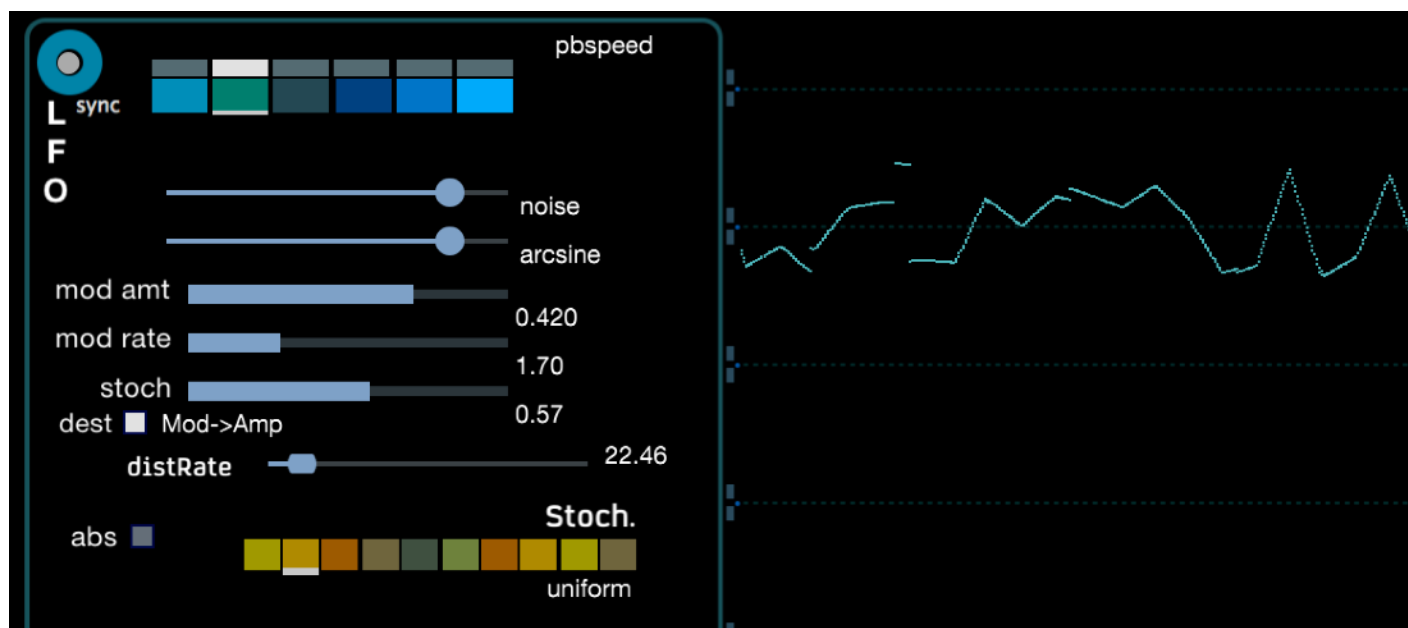 pbspeed
sync
L
F
O
noise
arcsine
mod amt
0.420
mod rate
1.70
stoch
0.57
dest Mod->Amp
distRate 22.46
Stoch.
abs
uniform